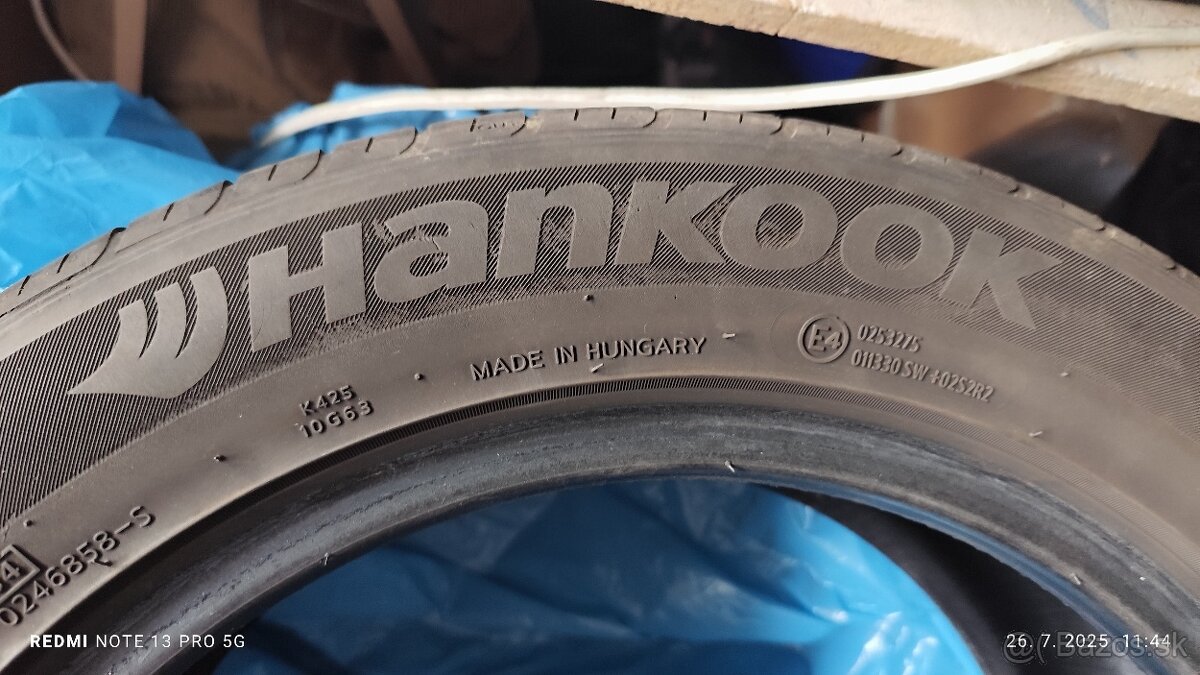 Hankook
MADE IN HUNGARY
E4
0253275
011330 SW +02S2R2
K425
10G63
0246858-S
REDMI NOTE 13 PRO 5G
26. 7. 2025 11:44
Bazos.sk